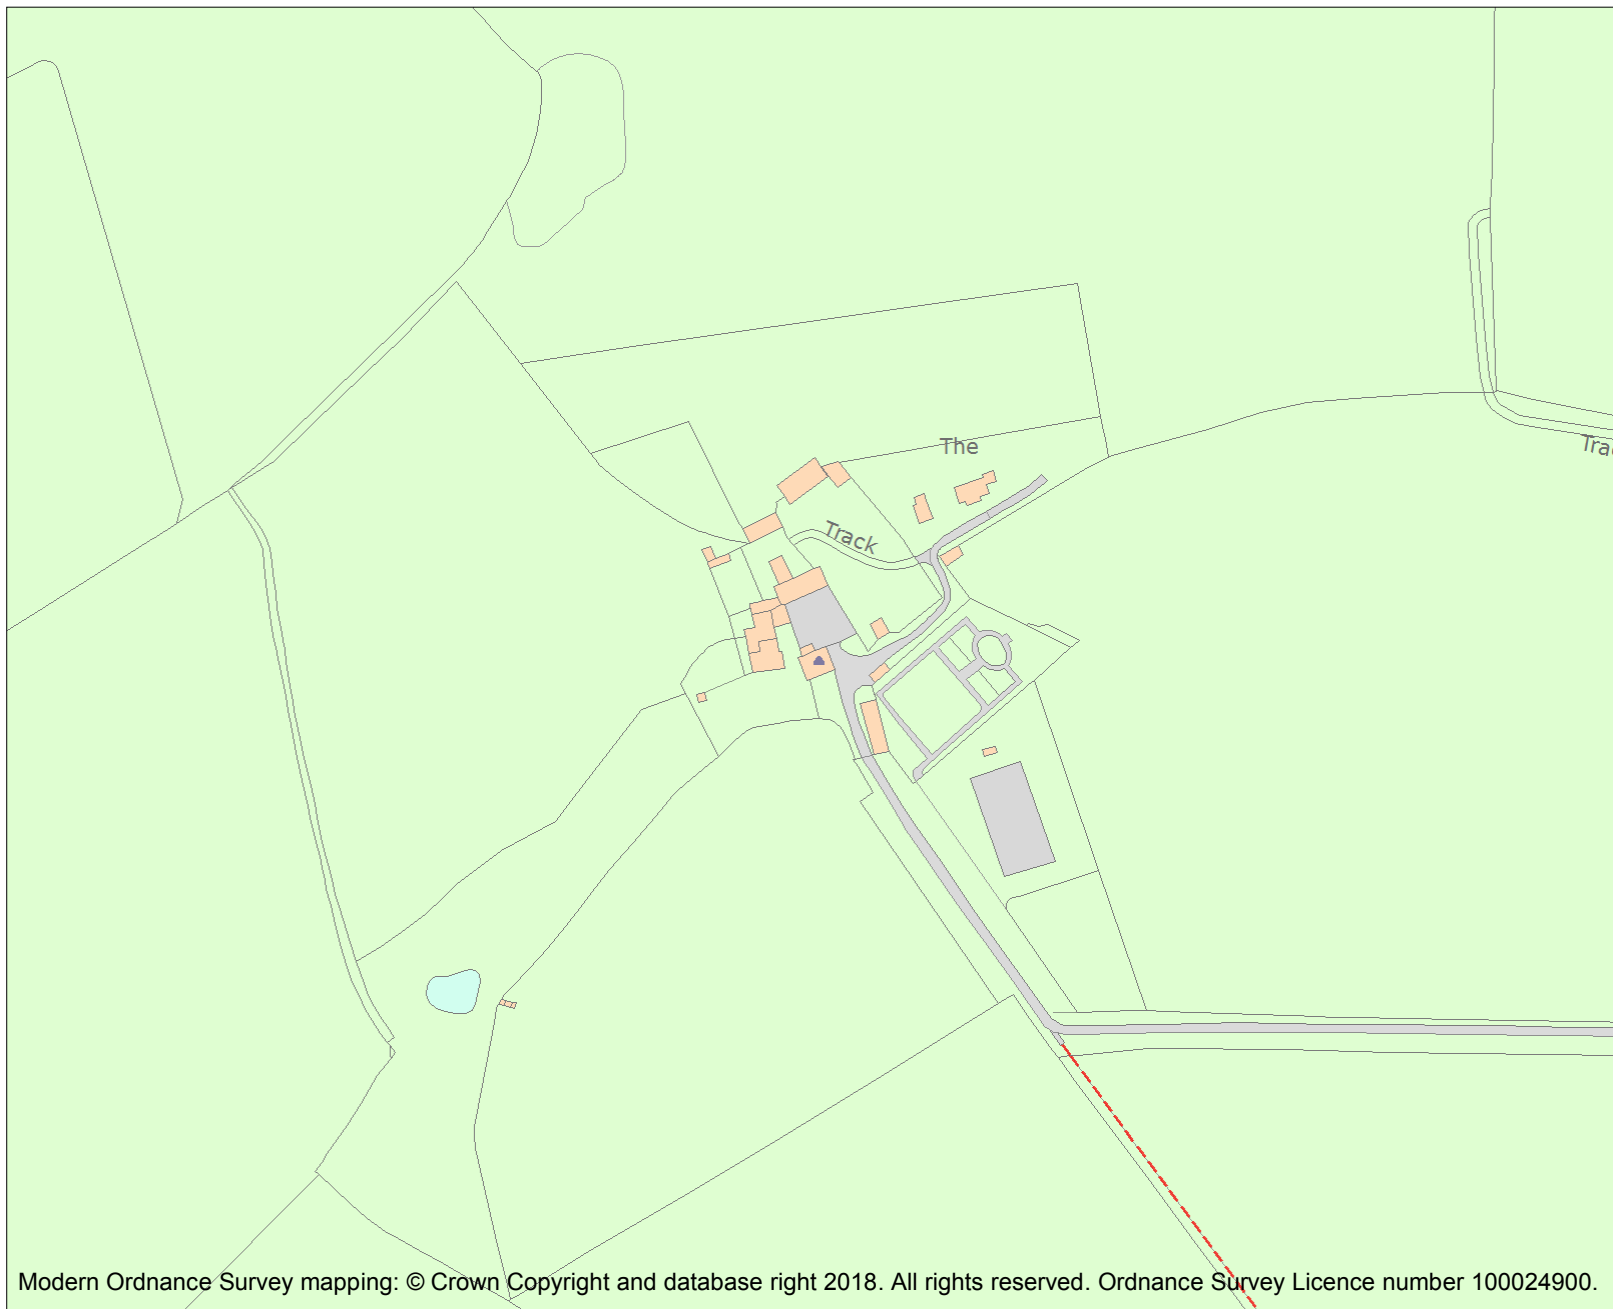 The
Trac
Track
Modern Ordnance Survey mapping: © Crown Copyright and database right 2018. All rights reserved. Ordnance Survey Licence number 100024900.